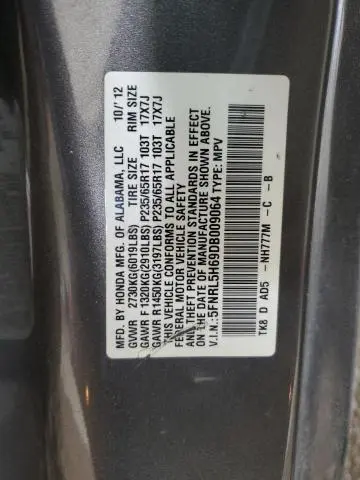 MFD. BY HONDA MFG. OF ALABAMA, LLC 10/'12
GVWR 2730KG(6019LBS) TIRE SIZE RIM SIZE
GAWR F 1320KG(2910LBS) P235/65R17 103T 17X7J
GAWR R 1450KG(3197LBS) P235/65R17 103T 17X7J
THIS VEHICLE CONFORMS TO ALL APPLICABLE
FEDERAL MOTOR VEHICLE SAFETY
AND THEFT PREVENTION STANDARDS IN EFFECT
ON THE DATE OF MANUFACTURE SHOWN ABOVE.
V.I.N.:5FNRL5H69DB009064 TYPE: MPV
TK8 D AD5 -NH777M -C -B